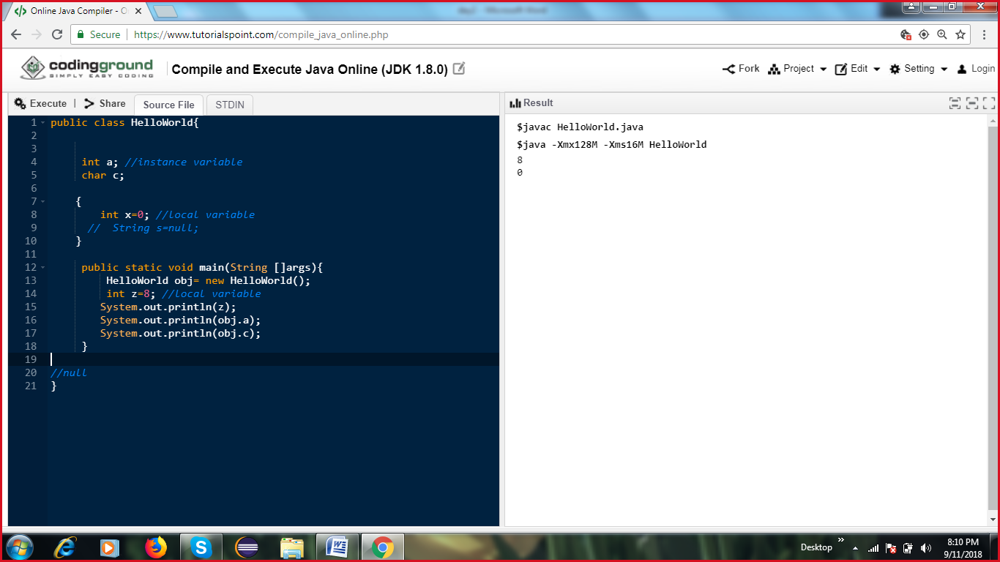 Online Java Compiler - O
Secure https://www.tutorialspoint.com/compile_java_online.php
codingground
SIMPLY EASY CODING
Compile and Execute Java Online (JDK 1.8.0)
Fork Project Edit Setting Login
Execute | Share Source File STDIN
1 public class HelloWorld{
2
3
4 int a; //instance variable
5 char c;
6
7 {
8 int x=0; //local variable
9 // String s=null;
10 }
11
12 public static void main(String []args){
13 HelloWorld obj= new HelloWorld();
14 int z=8; //local variable
15 System.out.println(z);
16 System.out.println(obj.a);
17 System.out.println(obj.c);
18 }
19
20 //null
21 }
Result
$javac HelloWorld.java
$java -Xmx128M -Xms16M HelloWorld
8
0
Desktop
8:10 PM
9/11/2018